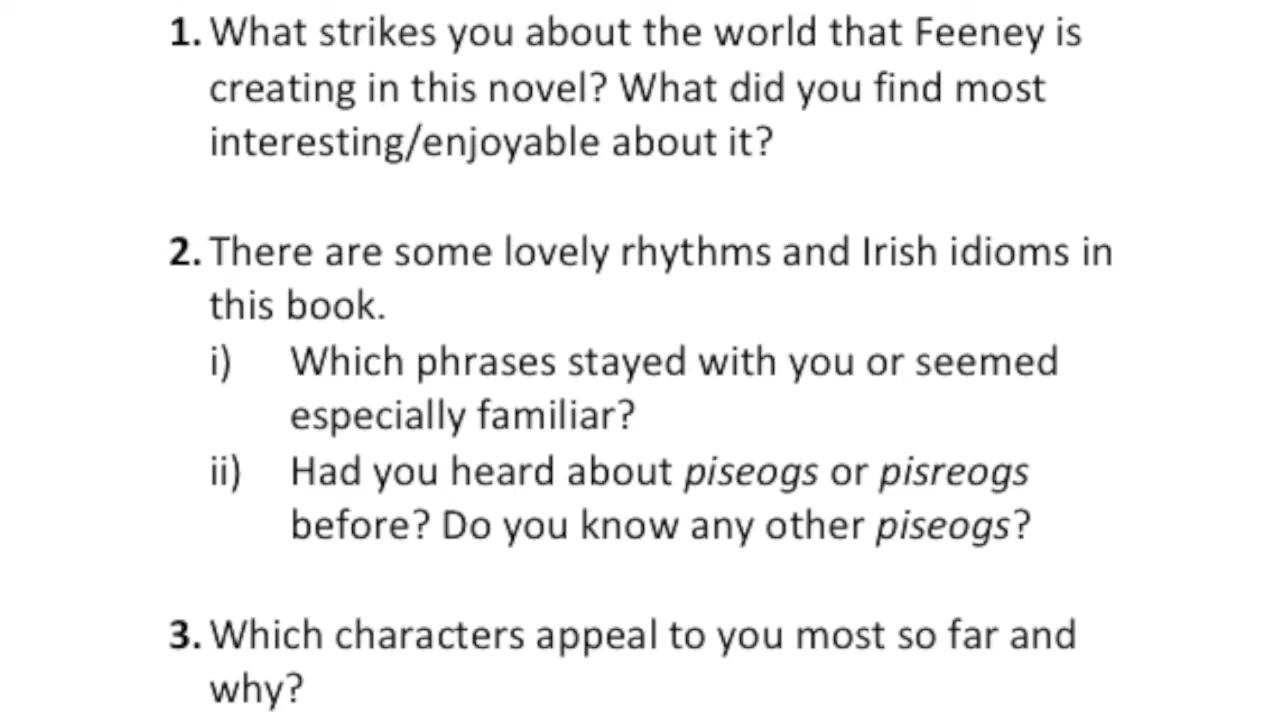 1. What strikes you about the world that Feeney is
creating in this novel? What did you find most
interesting/enjoyable about it?
2. There are some lovely rhythms and Irish idioms in
this book.
i) Which phrases stayed with you or seemed
especially familiar?
ii) Had you heard about piseogs or pisreogs
before? Do you know any other piseogs?
3. Which characters appeal to you most so far and
why?